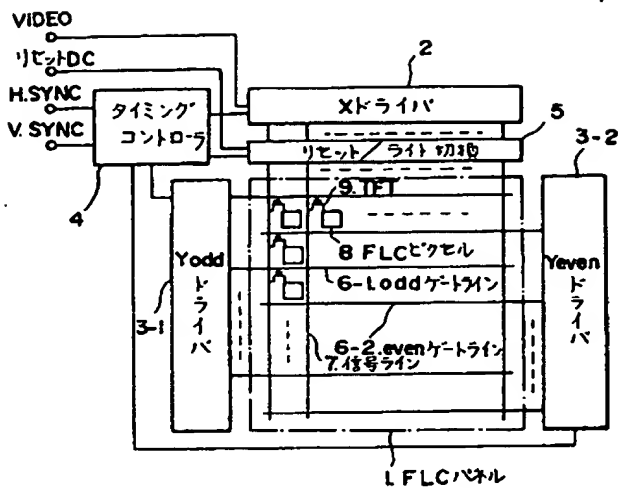 VIDEO
リセットDC
H.SYNC
V.SYNC
タイミング
コントローラ
4
2
Xドライバ
5
リセット/ライト切換
3-2
9.TFT
8 FLCピクセル
6-1.oddゲートライン
6-2.evenゲートライン
7.信号ライン
Yodd
ドライバ
3-1
Yeven
ドライバ
1.FLCパネル